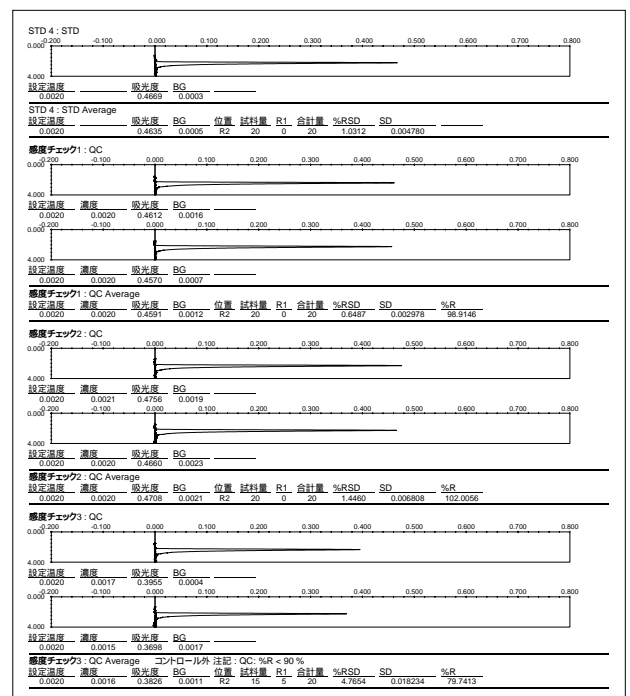 STD 4 : STD
-0.200 -0.100 0.000 0.100 0.200 0.300 0.400 0.500 0.600 0.700 0.800
0.000
4.000
設定温度 吸光度 BG
0.0020 0.4669 0.0003
STD 4 : STD Average
設定温度 吸光度 BG 位置 試料量 R1 合計量 %RSD SD
0.0020 0.4635 0.0005 R2 20 0 20 1.0312 0.004780
感度チェック1 : QC
-0.200 -0.100 0.000 0.100 0.200 0.300 0.400 0.500 0.600 0.700 0.800
0.000
4.000
設定温度 濃度 吸光度 BG
0.0020 0.0020 0.4612 0.0016
-0.200 -0.100 0.000 0.100 0.200 0.300 0.400 0.500 0.600 0.700 0.800
0.000
4.000
設定温度 濃度 吸光度 BG
0.0020 0.0020 0.4570 0.0007
感度チェック1 : QC Average
設定温度 濃度 吸光度 BG 位置 試料量 R1 合計量 %RSD SD %R
0.0020 0.0020 0.4591 0.0012 R2 20 0 20 0.6487 0.002978 98.9146
感度チェック2 : QC
-0.200 -0.100 0.000 0.100 0.200 0.300 0.400 0.500 0.600 0.700 0.800
0.000
4.000
設定温度 濃度 吸光度 BG
0.0020 0.0021 0.4756 0.0019
-0.200 -0.100 0.000 0.100 0.200 0.300 0.400 0.500 0.600 0.700 0.800
0.000
4.000
設定温度 濃度 吸光度 BG
0.0020 0.0020 0.4660 0.0023
感度チェック2 : QC Average
設定温度 濃度 吸光度 BG 位置 試料量 R1 合計量 %RSD SD %R
0.0020 0.0020 0.4708 0.0021 R2 20 0 20 1.4460 0.006808 102.0056
感度チェック3 : QC
-0.200 -0.100 0.000 0.100 0.200 0.300 0.400 0.500 0.600 0.700 0.800
0.000
4.000
設定温度 濃度 吸光度 BG
0.0020 0.0017 0.3955 0.0004
-0.200 -0.100 0.000 0.100 0.200 0.300 0.400 0.500 0.600 0.700 0.800
0.000
4.000
設定温度 濃度 吸光度 BG
0.0020 0.0015 0.3698 0.0017
感度チェック3 : QC Average コントロール外 注記 : QC: %R < 90 %
設定温度 濃度 吸光度 BG 位置 試料量 R1 合計量 %RSD SD %R
0.0020 0.0016 0.3826 0.0011 R2 15 5 20 4.7654 0.018234 79.7413